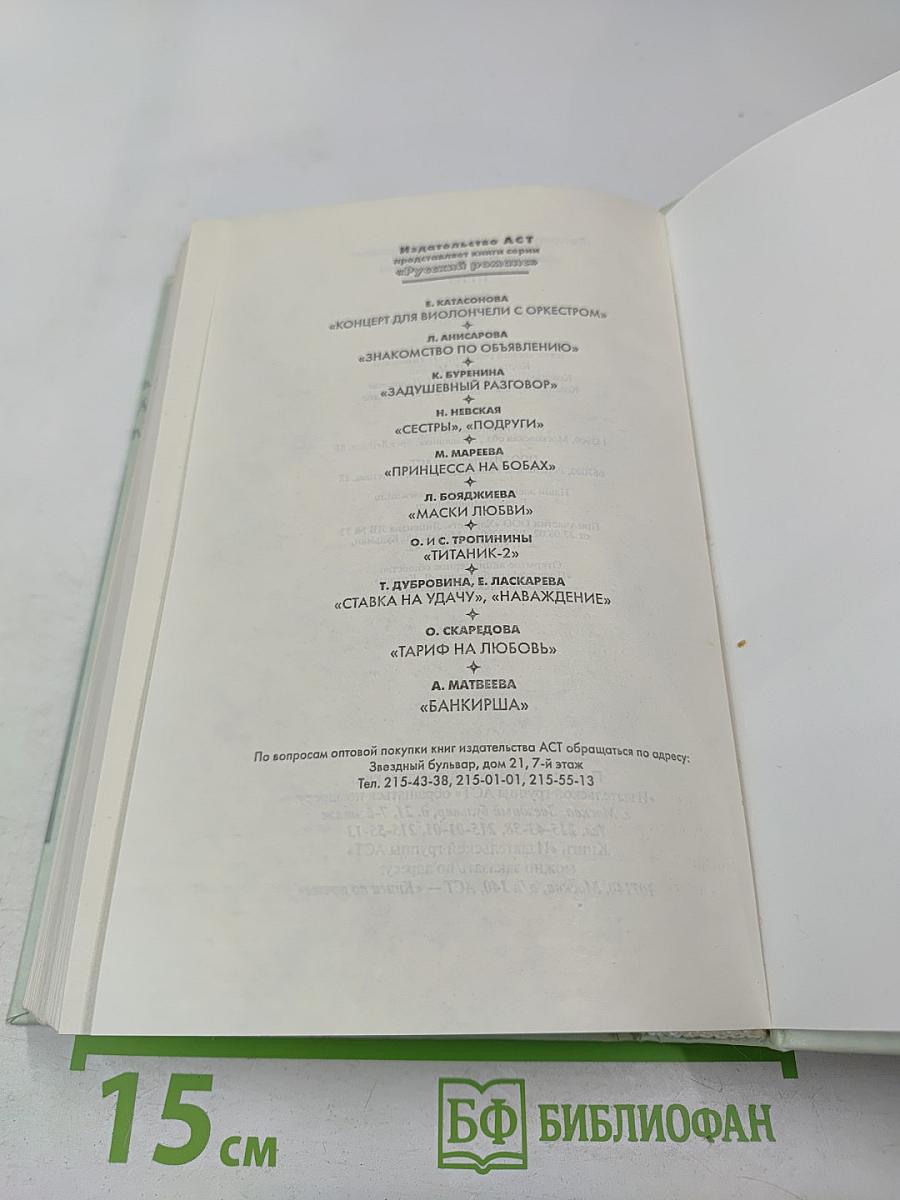 Издательство АСТ
представляет книги серии
«Русский романс»
Е. КАТАСОНОВА
«КОНЦЕРТ ДЛЯ ВИОЛОНЧЕЛИ С ОРКЕСТРОМ»
Л. АНИСАРОВА
«ЗНАКОМСТВО ПО ОБЪЯВЛЕНИЮ»
К. БУРЕНИНА
«ЗАДУШЕВНЫЙ РАЗГОВОР»
Н. НЕВСКАЯ
«СЕСТРЫ», «ПОДРУГИ»
М. МАРЕЕВА
«ПРИНЦЕССА НА БОБАХ»
Л. БОЯДЖИЕВА
«МАСКИ ЛЮБВИ»
О. И С. ТРОПИНИНЫ
«ТИТАНИК-2»
Т. ДУБРОВИНА, Е. ЛАСКАРЕВА
«СТАВКА НА УДАЧУ», «НАВАЖДЕНИЕ»
О. СКАРЕДОВА
«ТАРИФ НА ЛЮБОВЬ»
А. МАТВЕЕВА
«БАНКИРША»
По вопросам оптовой покупки книг издательства АСТ обращаться по адресу:
Звездный бульвар, дом 21, 7-й этаж
Тел. 215-43-38, 215-01-01, 215-55-13
15 см
БФ БИБЛИОФАН